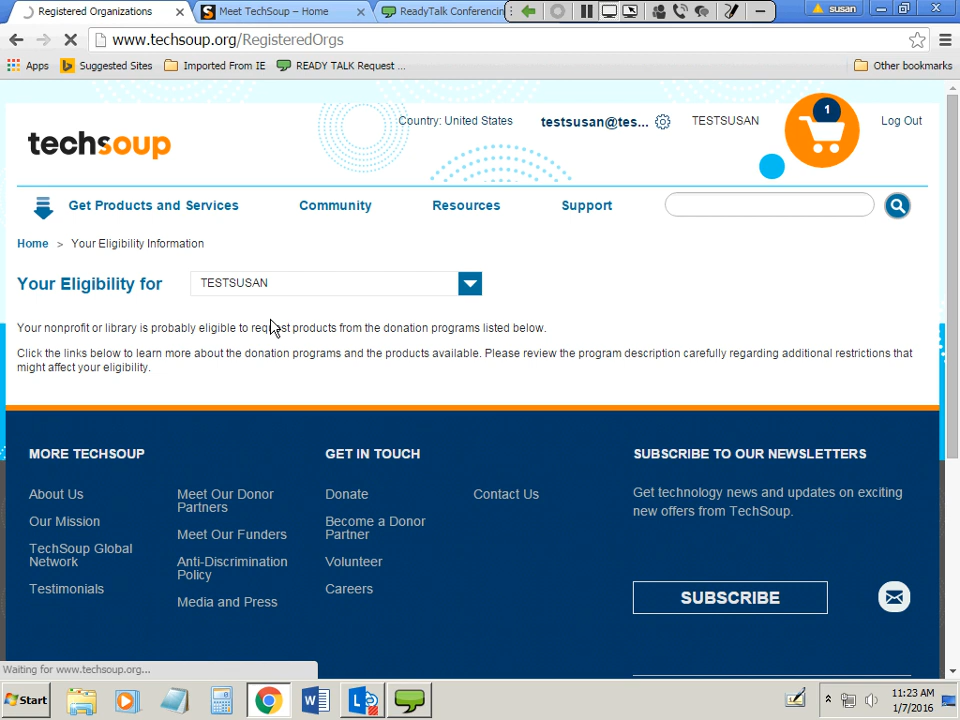 Registered Organizations
Meet TechSoup – Home
ReadyTalk Conferencin
susan
www.techsoup.org/RegisteredOrgs
Apps
Suggested Sites
Imported From IE
READY TALK Request ...
Other bookmarks
techsoup
Country: United States
testsusan@tes...
TESTSUSAN
1
Log Out
Get Products and Services
Community
Resources
Support
Home > Your Eligibility Information
Your Eligibility for
TESTSUSAN
Your nonprofit or library is probably eligible to request products from the donation programs listed below.
Click the links below to learn more about the donation programs and the products available. Please review the program description carefully regarding additional restrictions that
might affect your eligibility.
MORE TECHSOUP
About Us
Our Mission
TechSoup Global
Network
Testimonials
Meet Our Donor
Partners
Meet Our Funders
Anti-Discrimination
Policy
Media and Press
GET IN TOUCH
Donate
Become a Donor
Partner
Volunteer
Careers
Contact Us
SUBSCRIBE TO OUR NEWSLETTERS
Get technology news and updates on exciting
new offers from TechSoup.
SUBSCRIBE
Waiting for www.techsoup.org...
Start
11:23 AM
1/7/2016